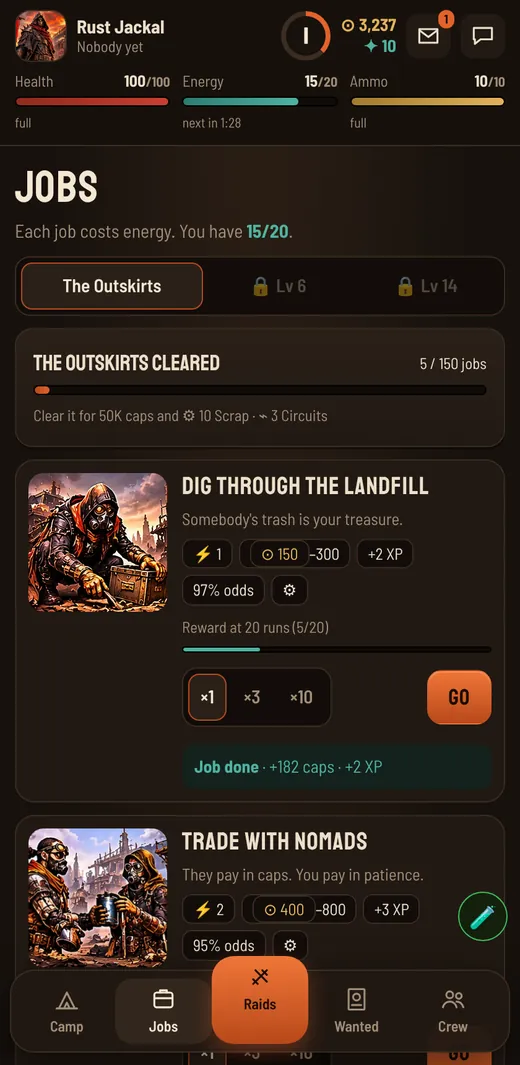 Rust Jackal
Nobody yet
I
3,237
10
1
Health 100/100
Energy 15/20
Ammo 10/10
full
next in 1:28
full
JOBS
Each job costs energy. You have 15/20.
The Outskirts
Lv 6
Lv 14
THE OUTSKIRTS CLEARED 5 / 150 jobs
Clear it for 50K caps and ⚙ 10 Scrap · ⌁ 3 Circuits
DIG THROUGH THE LANDFILL
Somebody's trash is your treasure.
⚡ 1 ⊙ 150 –300 +2 XP
97% odds ⚙
Reward at 20 runs (5/20)
×1 ×3 ×10 GO
Job done · +182 caps · +2 XP
TRADE WITH NOMADS
They pay in caps. You pay in patience.
⚡ 2 ⊙ 400 –800 +3 XP
95% odds ⚙
Camp
Jobs
Raids
Wanted
Crew
×1 ×3 ×10 GO